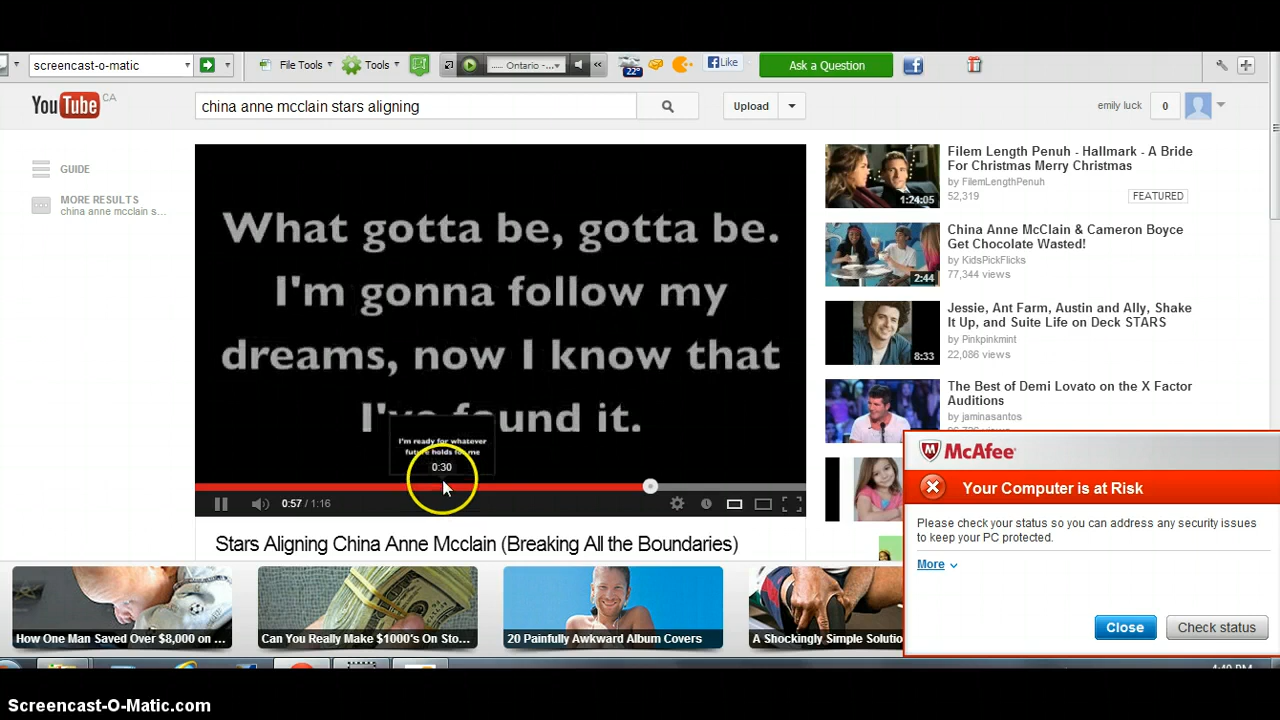 screencast-o-matic
File Tools
Tools
..... Ontario -...
22°
Like
Ask a Question
YouTube CA
china anne mcclain stars aligning
Upload
emily luck
0
GUIDE
MORE RESULTS
china anne mcclain s...
What gotta be, gotta be.
I'm gonna follow my
dreams, now I know that
I've found it.
I'm ready for whatever
future holds for me
0:30
0:57 / 1:16
Stars Aligning China Anne Mcclain (Breaking All the Boundaries)
1:24:05
Filem Length Penuh - Hallmark - A Bride
For Christmas Merry Christmas
by FilemLengthPenuh
52,319
FEATURED
2:44
China Anne McClain & Cameron Boyce
Get Chocolate Wasted!
by KidsPickFlicks
77,344 views
8:33
Jessie, Ant Farm, Austin and Ally, Shake
It Up, and Suite Life on Deck STARS
by Pinkpinkmint
22,086 views
The Best of Demi Lovato on the X Factor
Auditions
by jaminasantos
McAfee
Your Computer is at Risk
Please check your status so you can address any security issues
to keep your PC protected.
More
Close
Check status
How One Man Saved Over $8,000 on ...
Can You Really Make $1000's On Sto...
20 Painfully Awkward Album Covers
A Shockingly Simple Solutio
4:40 PM
Screencast-O-Matic.com